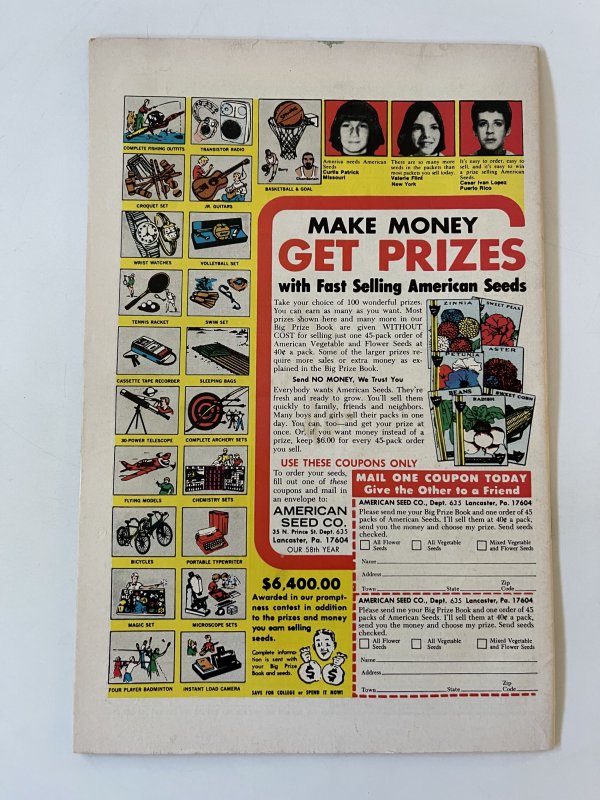 COMPLETE FISHING OUTFITS
TRANSISTOR RADIO
CROQUET SET
JR. GUITARS
WRIST WATCHES
VOLLEYBALL SET
TENNIS RACKET
SWIM SET
CASSETTE TAPE RECORDER
SLEEPING BAGS
30-POWER TELESCOPE
COMPLETE ARCHERY SETS
FLYING MODELS
CHEMISTRY SETS
BICYCLES
PORTABLE TYPEWRITER
MAGIC SET
MICROSCOPE SETS
FOUR PLAYER BADMINTON
INSTANT LOAD CAMERA
Barry
Chamberlain
BASKETBALL & GOAL
America needs American
Seeds
Curtis Patrick
Missouri
There are so many more
seeds in the packets than
most packets you sell today.
Valerie Flint
New York
It's easy to order, easy to
sell, and it's easy to win
a prize selling American
Seeds.
Cesar Ivan Lopez
Puerto Rico
MAKE MONEY
GET PRIZES
with Fast Selling American Seeds
Take your choice of 100 wonderful prizes.
You can earn as many as you want. Most
prizes shown here and many more in our
Big Prize Book are given WITHOUT
COST for selling just one 45-pack order of
American Vegetable and Flower Seeds at
40¢ a pack. Some of the larger prizes re-
quire more sales or extra money as ex-
plained in the Big Prize Book.
Send NO MONEY, We Trust You
Everybody wants American Seeds. They're
fresh and ready to grow. You'll sell them
quickly to family, friends and neighbors.
Many boys and girls sell their packs in one
day. You can, too—and get your prize at
once. Or, if you want money instead of a
prize, keep $6.00 for every 45-pack order
you sell.
ZINNIA
SWEET PEAS
PETUNIA
ASTER
BEANS
RADISH
SWEET CORN
USE THESE COUPONS ONLY
To order your seeds,
fill out one of these
coupons and mail in
an envelope to:
AMERICAN
SEED CO.
35 N. Prince St. Dept. 635
Lancaster, Pa. 17604
OUR 58th YEAR
$6,400.00
Awarded in our prompt-
ness contest in addition
to the prizes and money
you earn selling
seeds.
Complete informa-
tion is sent with
your Big Prize
Book and seeds.
$ $
SAVE FOR COLLEGE or SPEND IT NOW!
MAIL ONE COUPON TODAY
Give the Other to a Friend
AMERICAN SEED CO., Dept. 635 Lancaster, Pa. 17604
Please send me your Big Prize Book and one order of 45
packs of American Seeds. I'll sell them at 40¢ a pack,
send you the money and choose my prize. Send seeds
checked.
All Flower Seeds
All Vegetable Seeds
Mixed Vegetable and Flower Seeds
Name
Address
Town State Zip Code
AMERICAN SEED CO., Dept. 635 Lancaster, Pa. 17604
Please send me your Big Prize Book and one order of 45
packs of American Seeds. I'll sell them at 40¢ a pack,
send you the money and choose my prize. Send seeds
checked.
All Flower Seeds
All Vegetable Seeds
Mixed Vegetable and Flower Seeds
Name
Address
Town State Zip Code